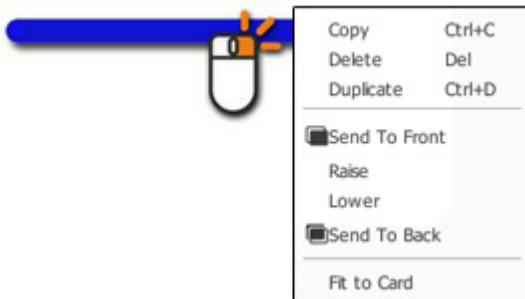 Copy Ctrl+C
Delete Del
Duplicate Ctrl+D
Send To Front
Raise
Lower
Send To Back
Fit to Card